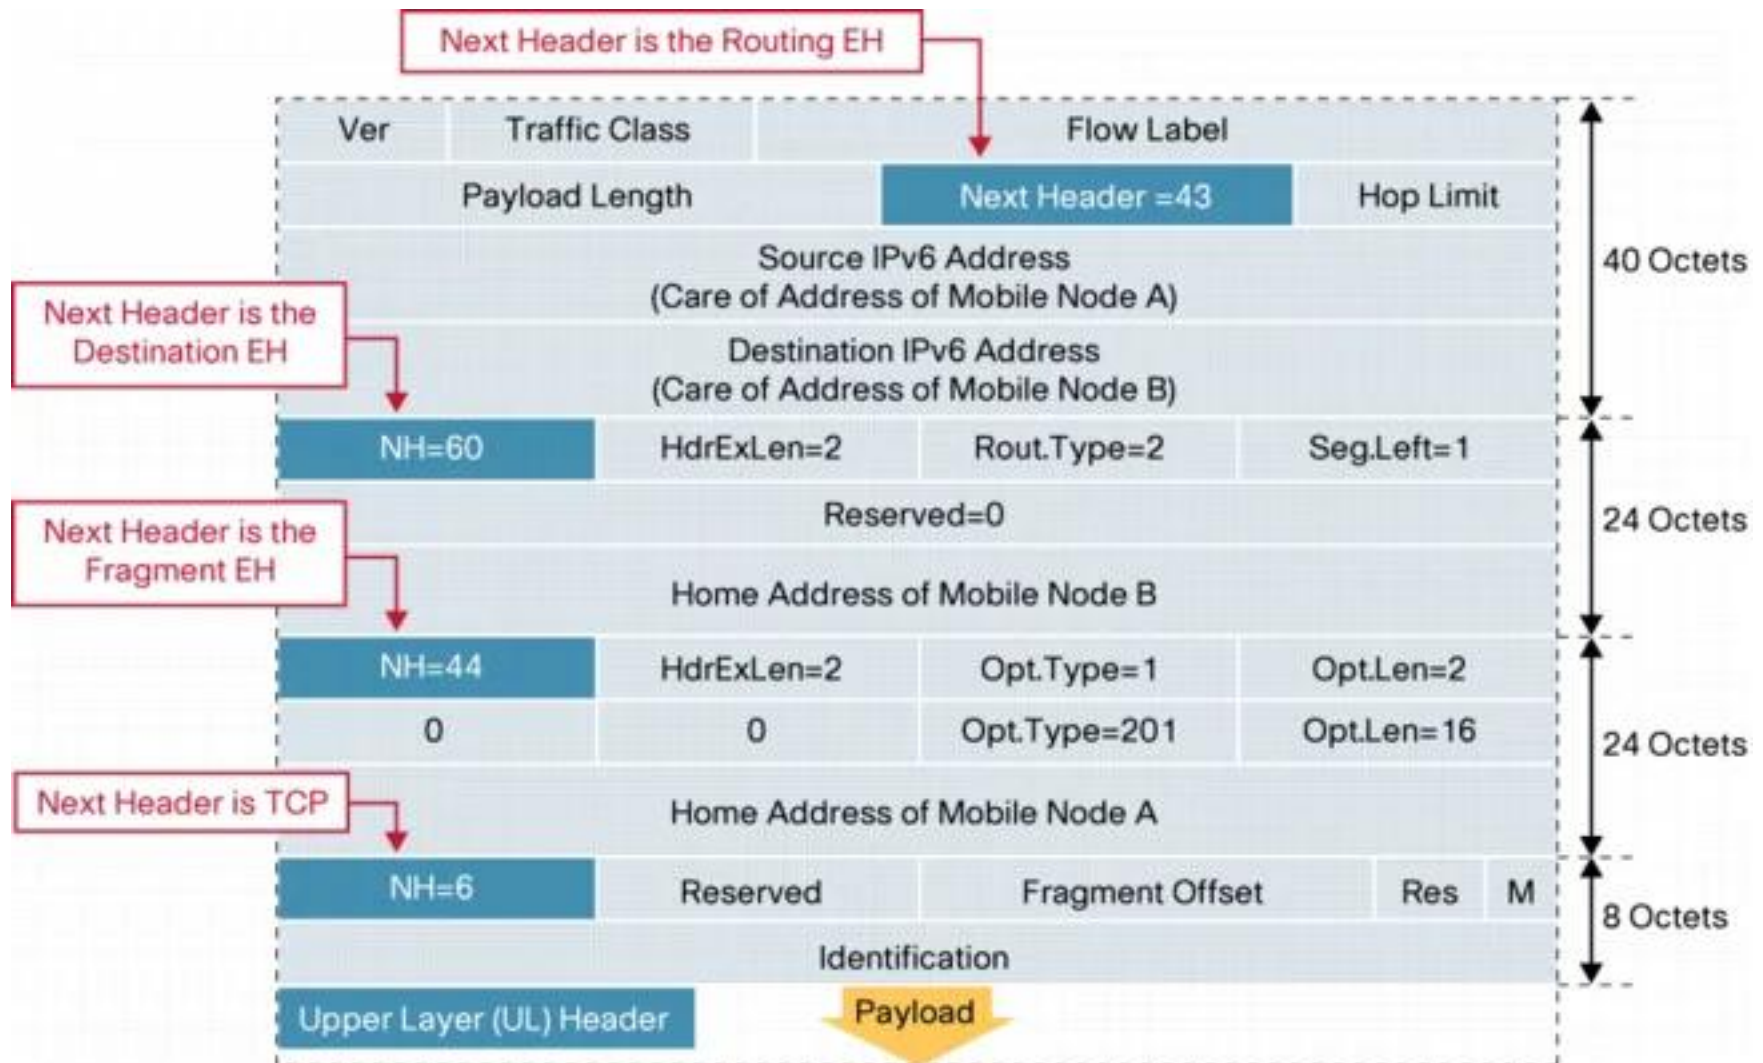 Next Header is the Routing EH
Ver Traffic Class Flow Label
Payload Length Next Header =43 Hop Limit
Source IPv6 Address
(Care of Address of Mobile Node A)
40 Octets
Next Header is the
Destination EH
Destination IPv6 Address
(Care of Address of Mobile Node B)
NH=60 HdrExLen=2 Rout.Type=2 Seg.Left=1
Reserved=0
24 Octets
Next Header is the
Fragment EH
Home Address of Mobile Node B
NH=44 HdrExLen=2 Opt.Type=1 Opt.Len=2
0 0 Opt.Type=201 Opt.Len=16
24 Octets
Next Header is TCP
Home Address of Mobile Node A
NH=6 Reserved Fragment Offset Res M
8 Octets
Identification
Upper Layer (UL) Header
Payload